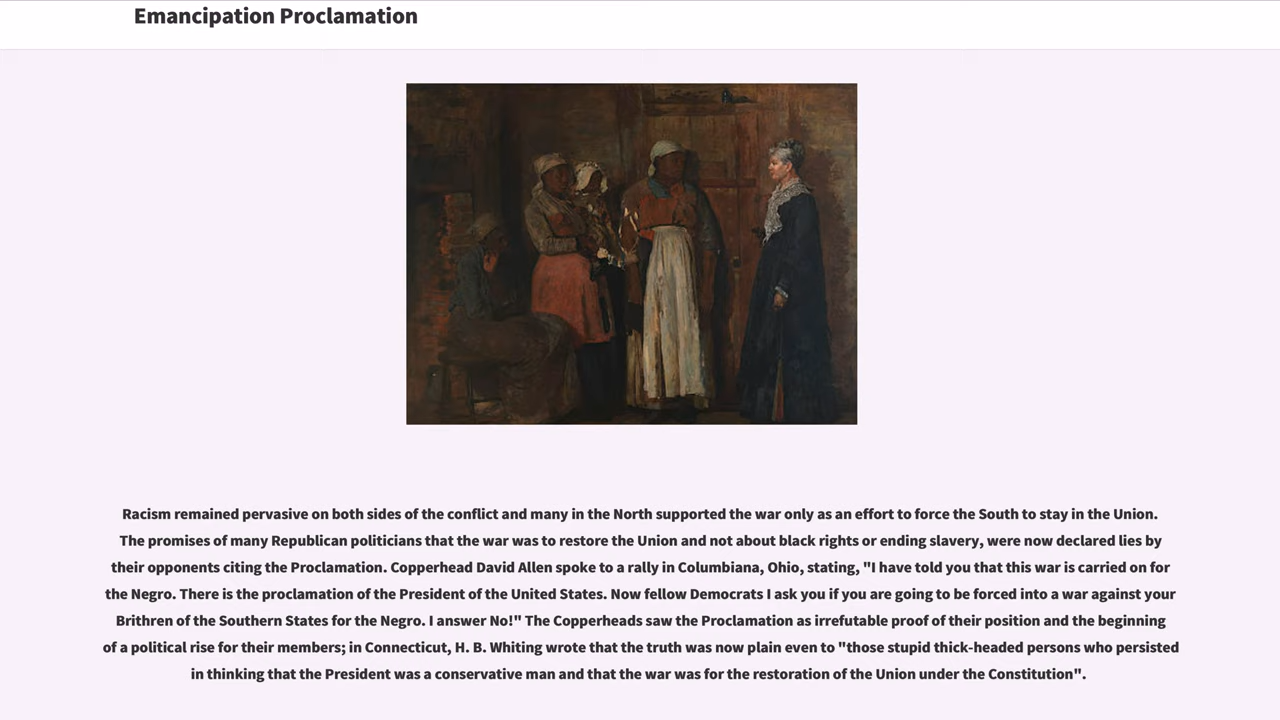 Emancipation Proclamation
Racism remained pervasive on both sides of the conflict and many in the North supported the war only as an effort to force the South to stay in the Union.
The promises of many Republican politicians that the war was to restore the Union and not about black rights or ending slavery, were now declared lies by
their opponents citing the Proclamation. Copperhead David Allen spoke to a rally in Columbiana, Ohio, stating, "I have told you that this war is carried on for
the Negro. There is the proclamation of the President of the United States. Now fellow Democrats I ask you if you are going to be forced into a war against your
Brithren of the Southern States for the Negro. I answer No!" The Copperheads saw the Proclamation as irrefutable proof of their position and the beginning
of a political rise for their members; in Connecticut, H. B. Whiting wrote that the truth was now plain even to "those stupid thick-headed persons who persisted
in thinking that the President was a conservative man and that the war was for the restoration of the Union under the Constitution".